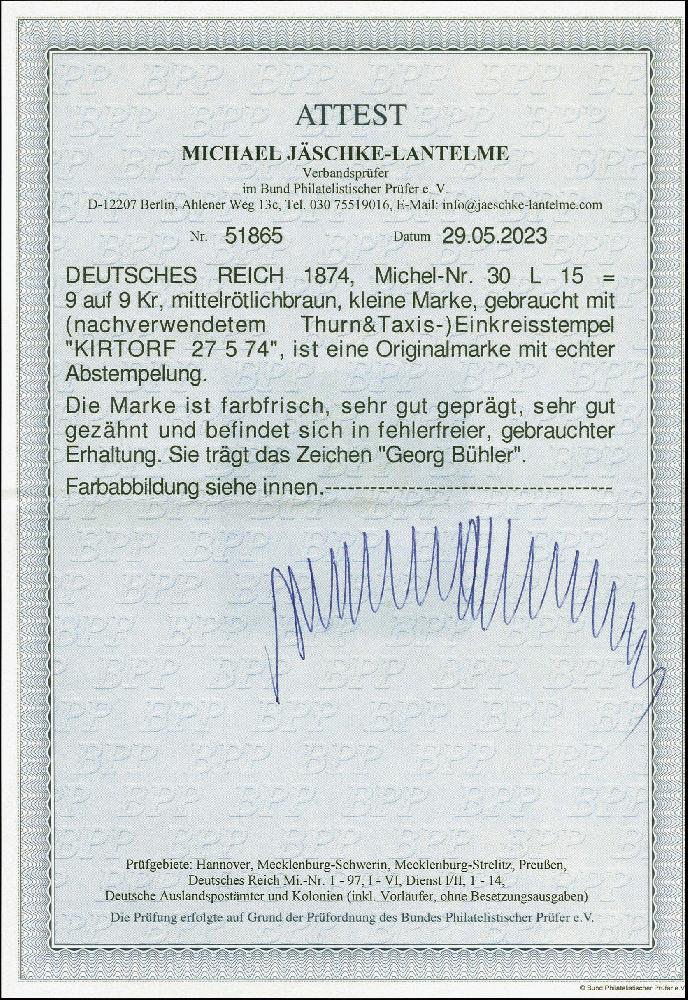 ATTEST
MICHAEL JÄSCHKE-LANTELME
Verbandsprüfer
im Bund Philatelistischer Prüfer e. V.
D-12207 Berlin, Ahlener Weg 13c, Tel. 030 75519016, E-Mail: info@jaeschke-lantelme.com
Nr. 51865 Datum 29.05.2023
DEUTSCHES REICH 1874, Michel-Nr. 30 L 15 =
9 auf 9 Kr, mittelrötlichbraun, kleine Marke, gebraucht mit
(nachverwendetem Thurn&Taxis-)Einkreisstempel
"KIRTORF 27 5 74", ist eine Originalmarke mit echter
Abstempelung.
Die Marke ist farbfrisch, sehr gut geprägt, sehr gut
gezähnt und befindet sich in fehlerfreier, gebrauchter
Erhaltung. Sie trägt das Zeichen "Georg Bühler".
Farbabbildung siehe innen.---------------------------------------
Prüfgebiete: Hannover, Mecklenburg-Schwerin, Mecklenburg-Strelitz, Preußen,
Deutsches Reich Mi.-Nr. 1 - 97, I - VI, Dienst I/II, 1 - 14,
Deutsche Auslandspostämter und Kolonien (inkl. Vorläufer, ohne Besetzungsausgaben)
Die Prüfung erfolgte auf Grund der Prüfordnung des Bundes Philatelistischer Prüfer e.V.
© Bund Philatelistischer Prüfer e.V.